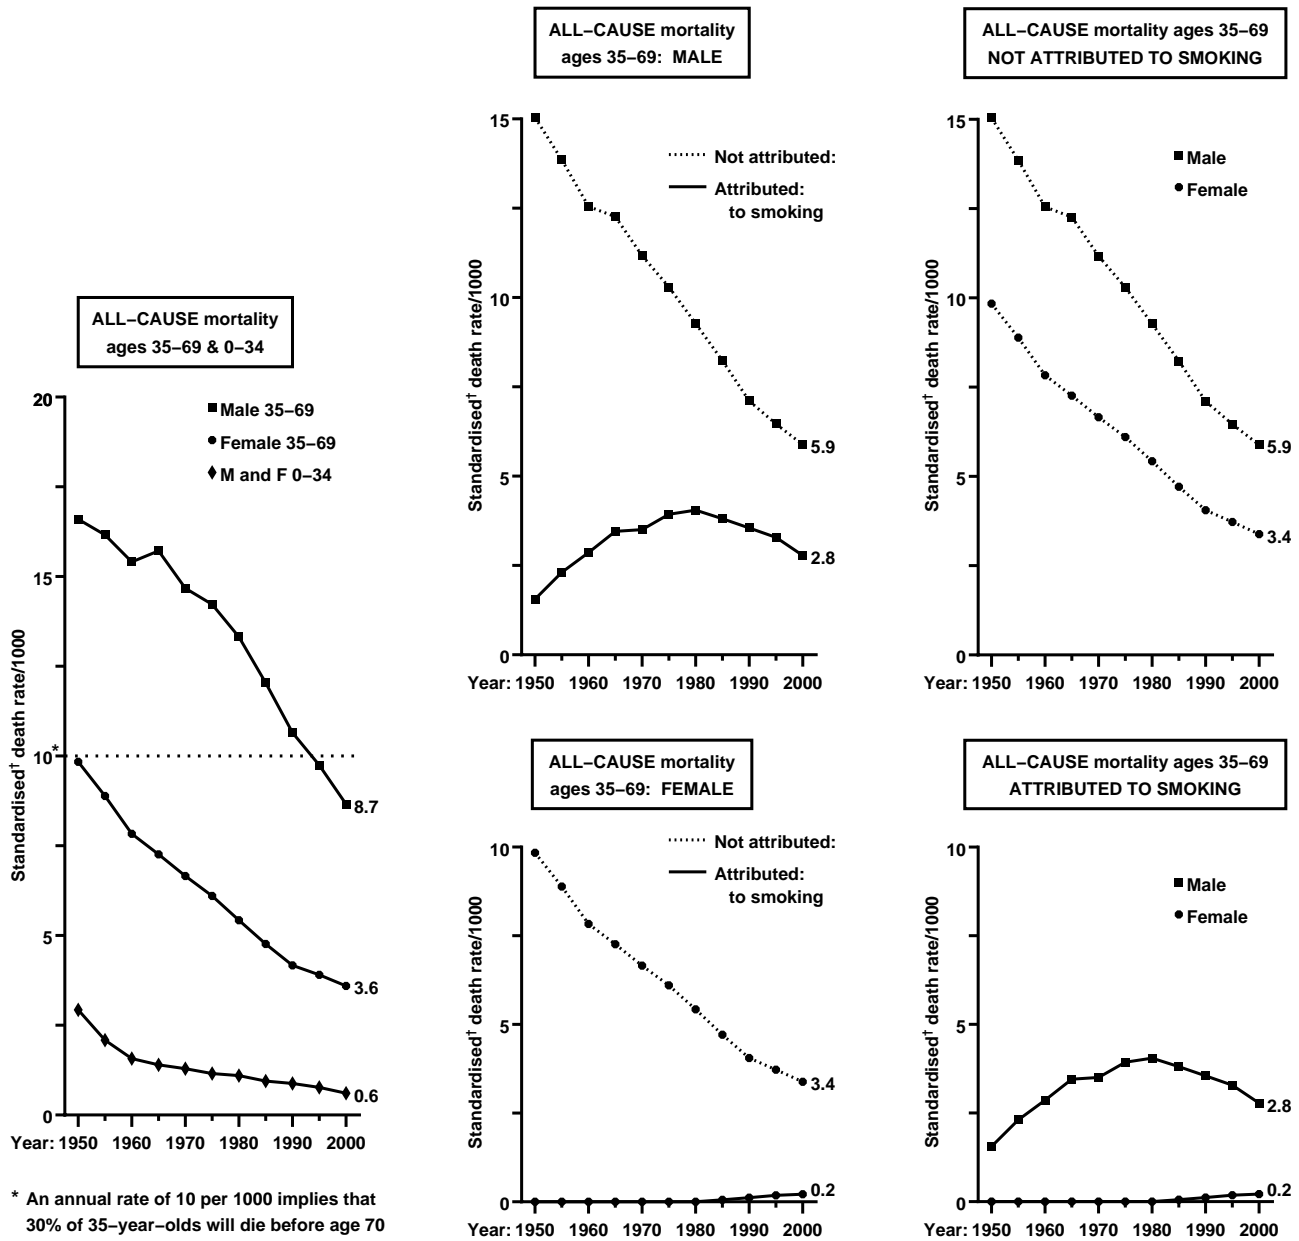 ALL−CAUSE mortality
ages 35−69 & 0−34
20
15
10*
5
0
Standardised† death rate/1000
Male 35−69
Female 35−69
M and F 0−34
8.7
3.6
0.6
Year: 1950 1960 1970 1980 1990 2000
* An annual rate of 10 per 1000 implies that
30% of 35−year−olds will die before age 70
ALL−CAUSE mortality
ages 35−69: MALE
15
10
5
0
Standardised† death rate/1000
Not attributed:
Attributed:
to smoking
5.9
2.8
Year: 1950 1960 1970 1980 1990 2000
ALL−CAUSE mortality ages 35−69
NOT ATTRIBUTED TO SMOKING
15
10
5
0
Standardised† death rate/1000
Male
Female
5.9
3.4
Year: 1950 1960 1970 1980 1990 2000
ALL−CAUSE mortality
ages 35−69: FEMALE
10
5
0
Standardised† death rate/1000
Not attributed:
Attributed:
to smoking
3.4
0.2
Year: 1950 1960 1970 1980 1990 2000
ALL−CAUSE mortality ages 35−69
ATTRIBUTED TO SMOKING
10
5
0
Standardised† death rate/1000
Male
Female
2.8
0.2
Year: 1950 1960 1970 1980 1990 2000